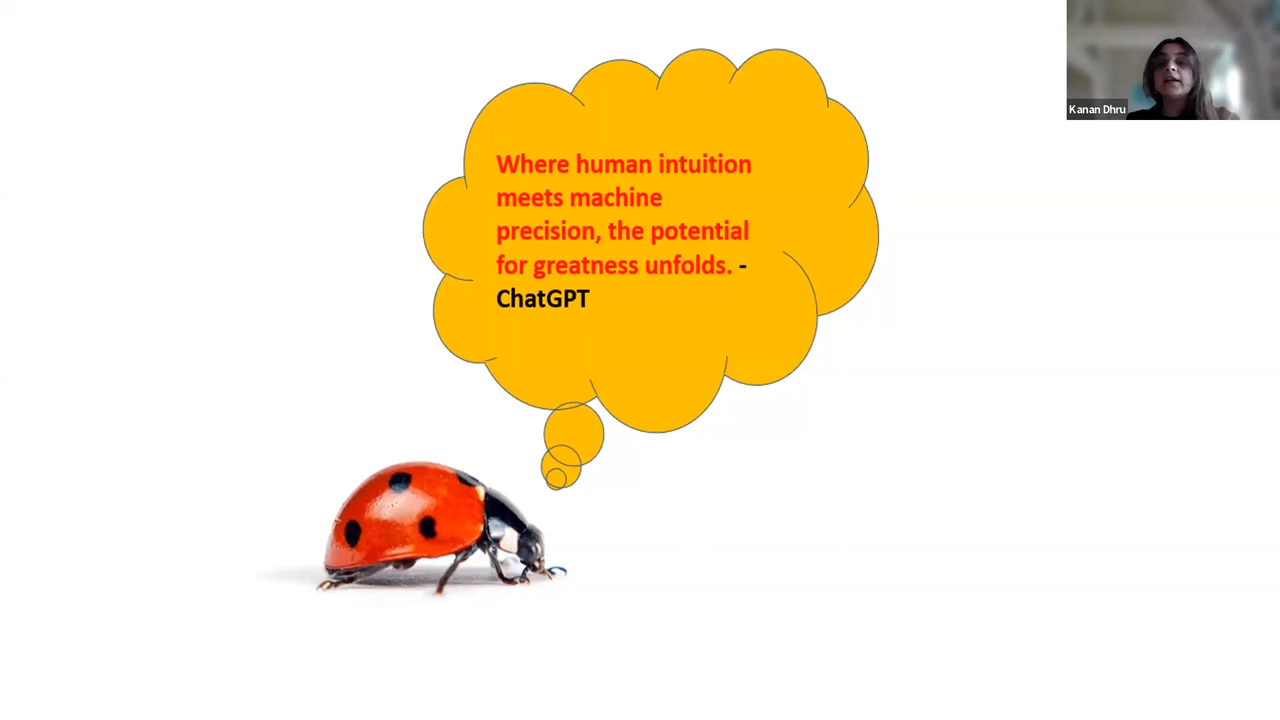 Where human intuition
meets machine
precision, the potential
for greatness unfolds. -
ChatGPT
Kanan Dhru